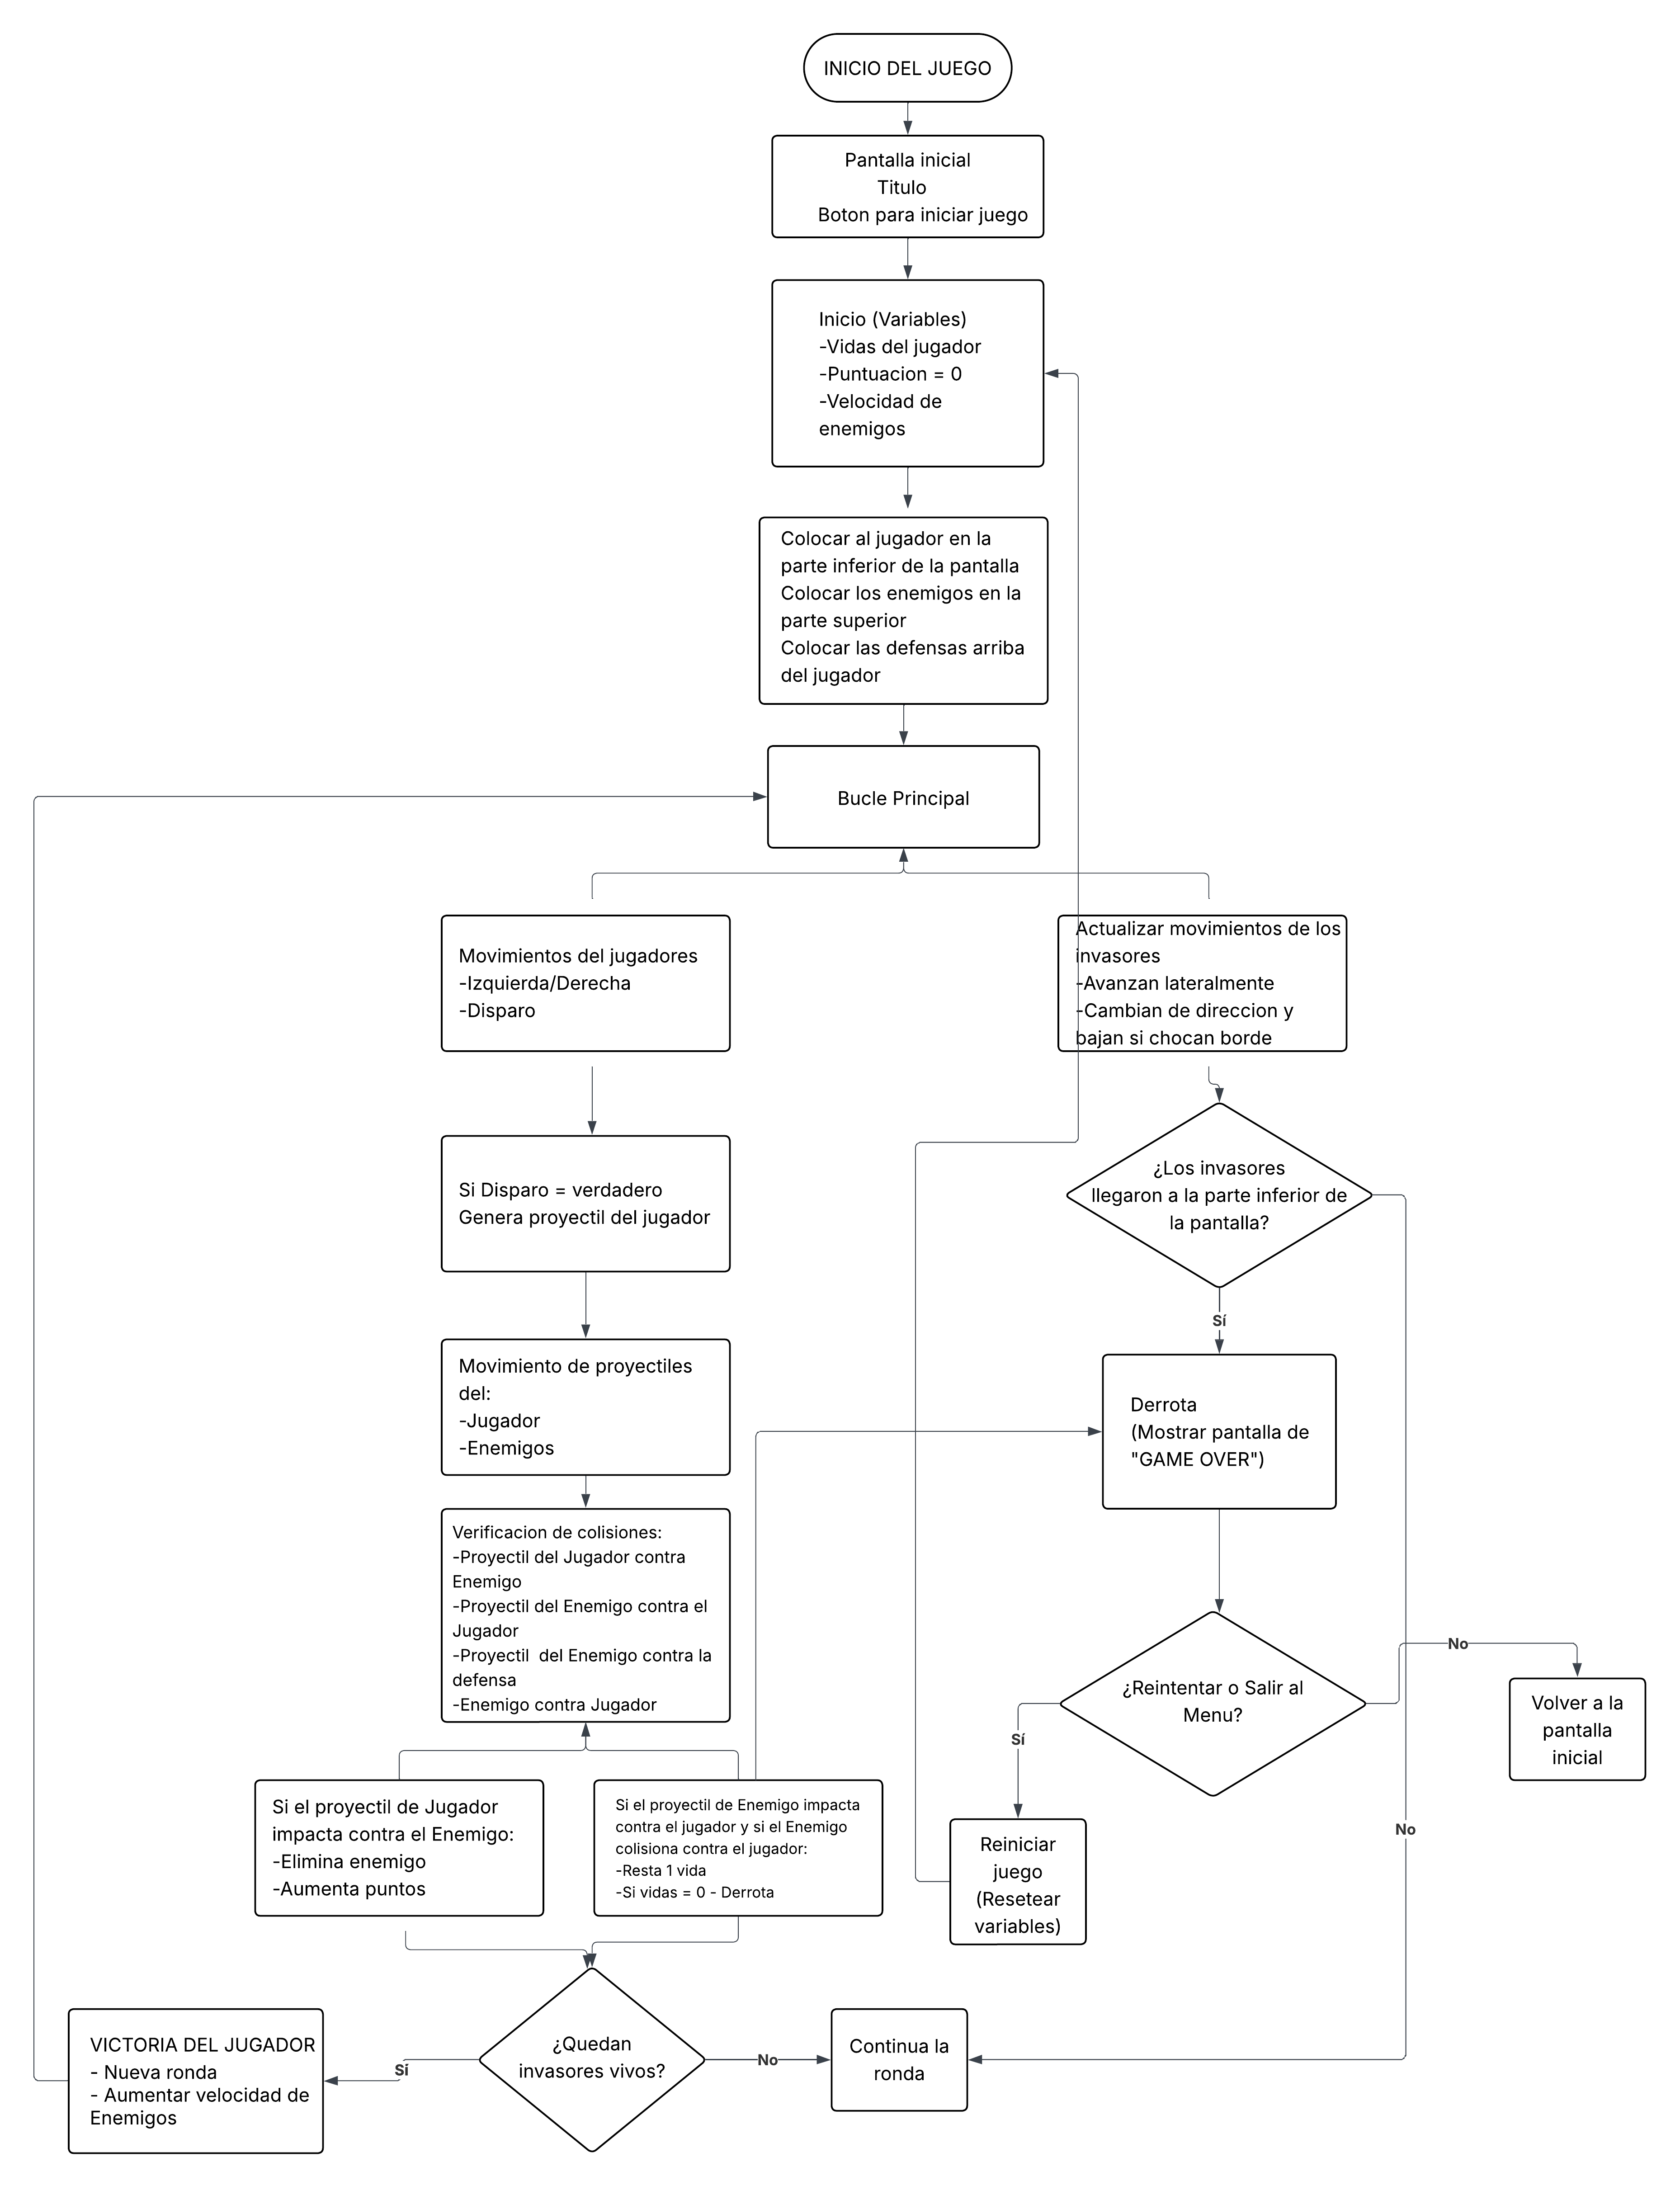 INICIO DEL JUEGO
Pantalla inicial
Titulo
Boton para iniciar juego
Inicio (Variables)
-Vidas del jugador
-Puntuacion = 0
-Velocidad de
enemigos
Colocar al jugador en la
parte inferior de la pantalla
Colocar los enemigos en la
parte superior
Colocar las defensas arriba
del jugador
Bucle Principal
Movimientos del jugadores
-Izquierda/Derecha
-Disparo
Actualizar movimientos de los
invasores
-Avanzan lateralmente
-Cambian de direccion y
bajan si chocan borde
Si Disparo = verdadero
Genera proyectil del jugador
¿Los invasores
llegaron a la parte inferior de
la pantalla?
Sí
Movimiento de proyectiles
del:
-Jugador
-Enemigos
Derrota
(Mostrar pantalla de
"GAME OVER")
Verificacion de colisiones:
-Proyectil del Jugador contra
Enemigo
-Proyectil del Enemigo contra el
Jugador
-Proyectil  del Enemigo contra la
defensa
-Enemigo contra Jugador
¿Reintentar o Salir al
Menu?
No
Sí
Volver a la
pantalla
inicial
Si el proyectil de Jugador
impacta contra el Enemigo:
-Elimina enemigo
-Aumenta puntos
Si el proyectil de Enemigo impacta
contra el jugador y si el Enemigo
colisiona contra el jugador:
-Resta 1 vida
-Si vidas = 0 - Derrota
Reiniciar
juego
(Resetear
variables)
No
VICTORIA DEL JUGADOR
- Nueva ronda
- Aumentar velocidad de
Enemigos
Sí
¿Quedan
invasores vivos?
No
Continua la
ronda